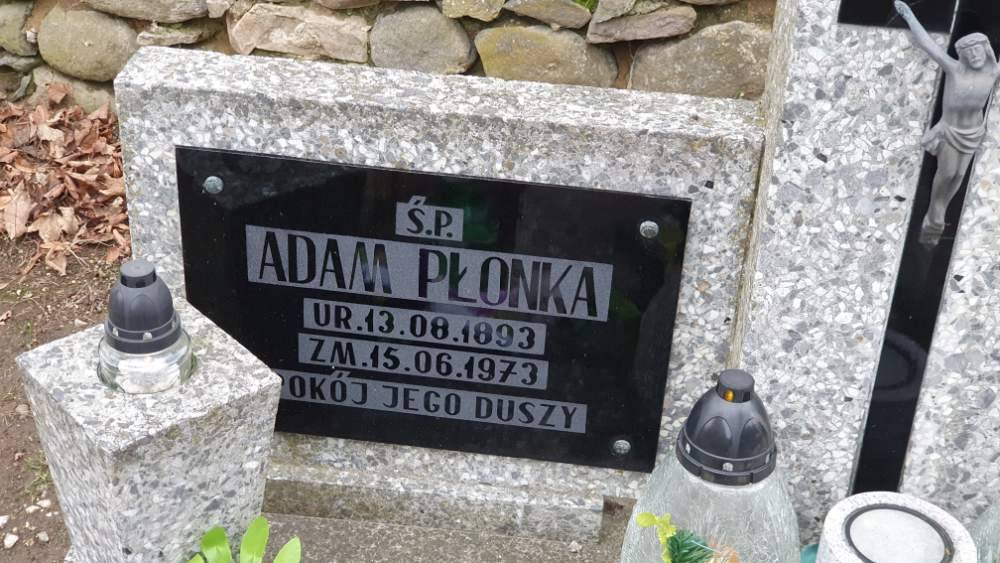 Ś.P.
ADAM PŁONKA
UR.13.08.1893
ZM.15.06.1973
POKÓJ JEGO DUSZY